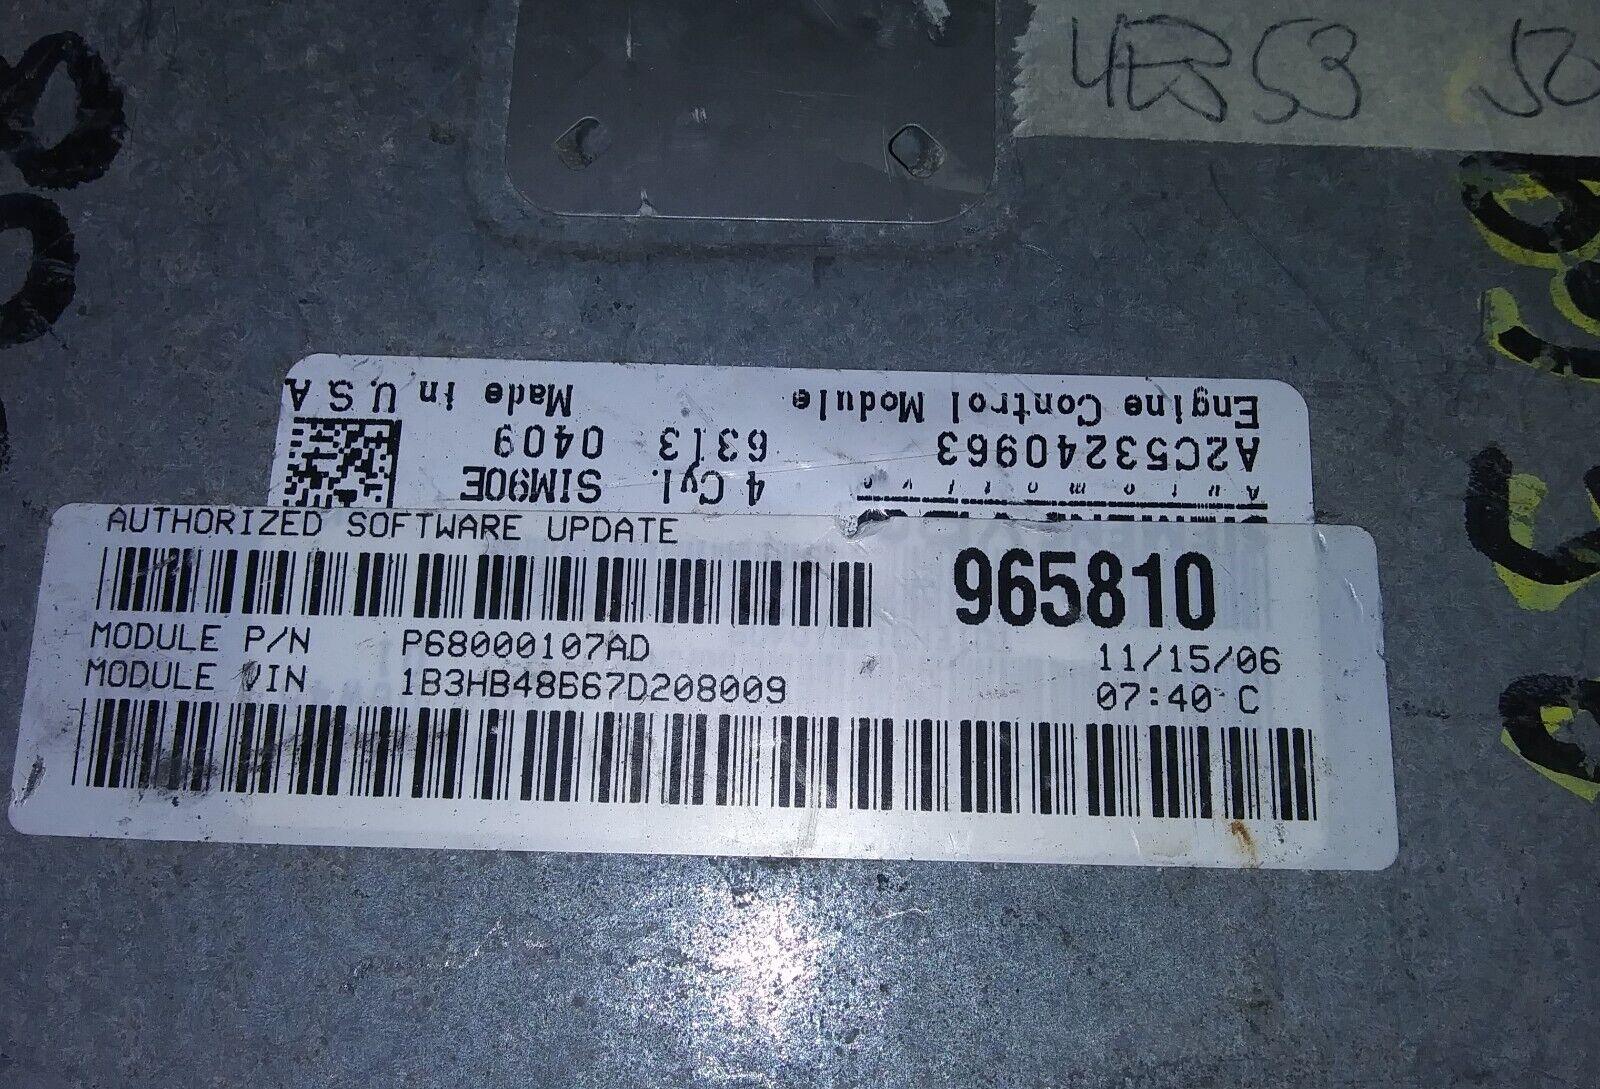 Engine Control Module Made in U.S.A
A2C53240963 6313 0409
Automotive 4 Cyl. SIM90E
AUTHORIZED SOFTWARE UPDATE
965810
MODULE P/N P68000107AD 11/15/06
MODULE VIN 1B3HB48B67D208009 07:40 C